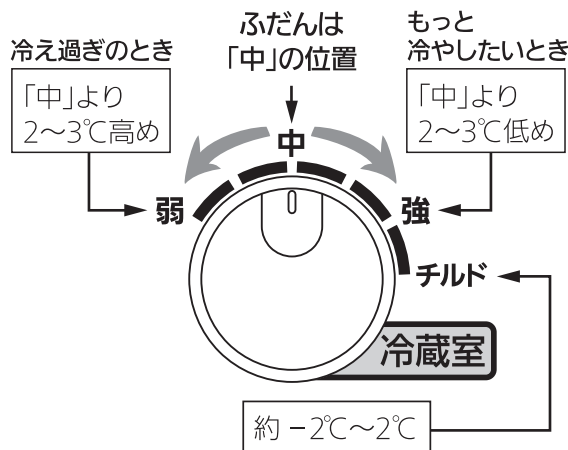 冷え過ぎのとき
「中」より
2～3℃高め
ふだんは
「中」の位置
もっと
冷やしたいとき
「中」より
2～3℃低め
中
弱
強
チルド
冷蔵室
約 −2℃～2℃